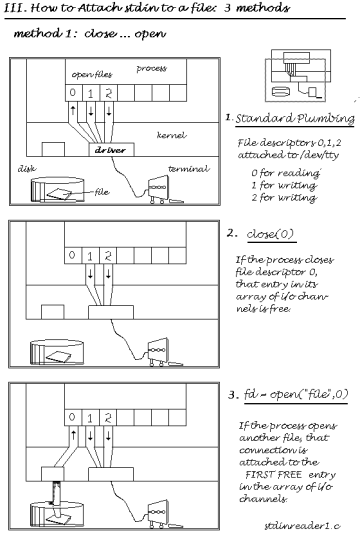 III. How to Attach stdin to a file: 3 methods
method 1: close ... open
process
open files
0 1 2
kernel
driver
disk
terminal
file
1. Standard Plumbing
File descriptors 0,1,2
attached to /dev/tty
0 for reading
1 for writing
2 for writing
0 1 2
2. close(0)
If the process closes
file descriptor 0,
that entry in its
array of i/o chan-
nels is free.
0 1 2
3. fd = open("file",0)
If the process opens
another file, that
connection is
attached to the
FIRST FREE entry
in the array of i/o
channels.
stdinreader1.c